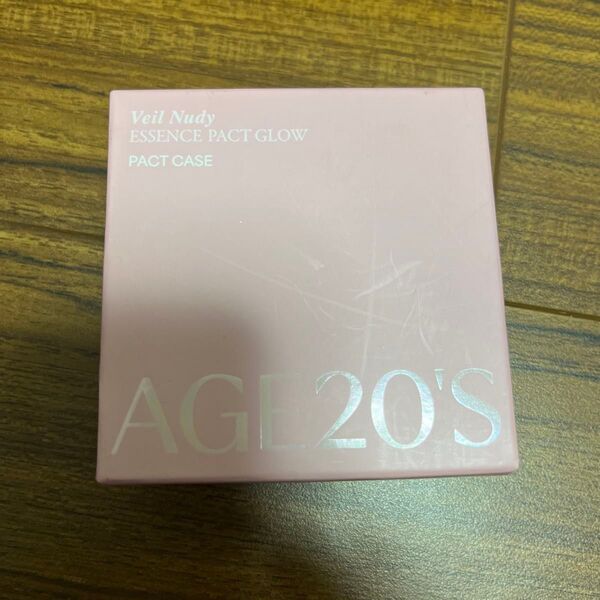 Veil Nudy
ESSENCE PACT GLOW
PACT CASE
AGE20'S